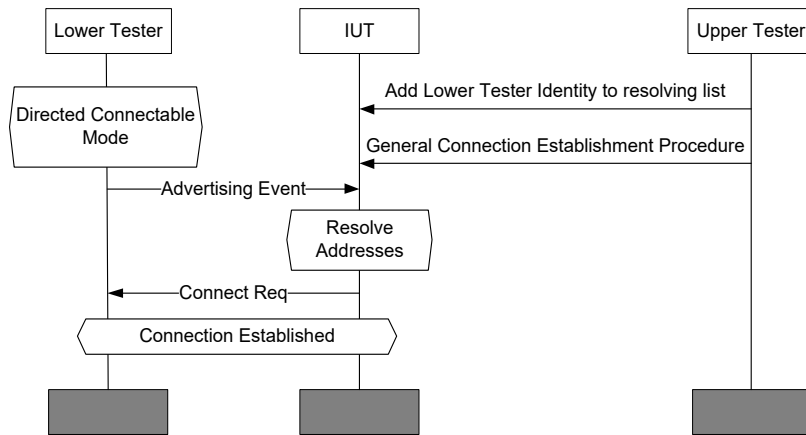 Lower Tester
IUT
Upper Tester
Add Lower Tester Identity to resolving list
Directed Connectable
Mode
General Connection Establishment Procedure
Advertising Event
Resolve
Addresses
Connect Req
Connection Established